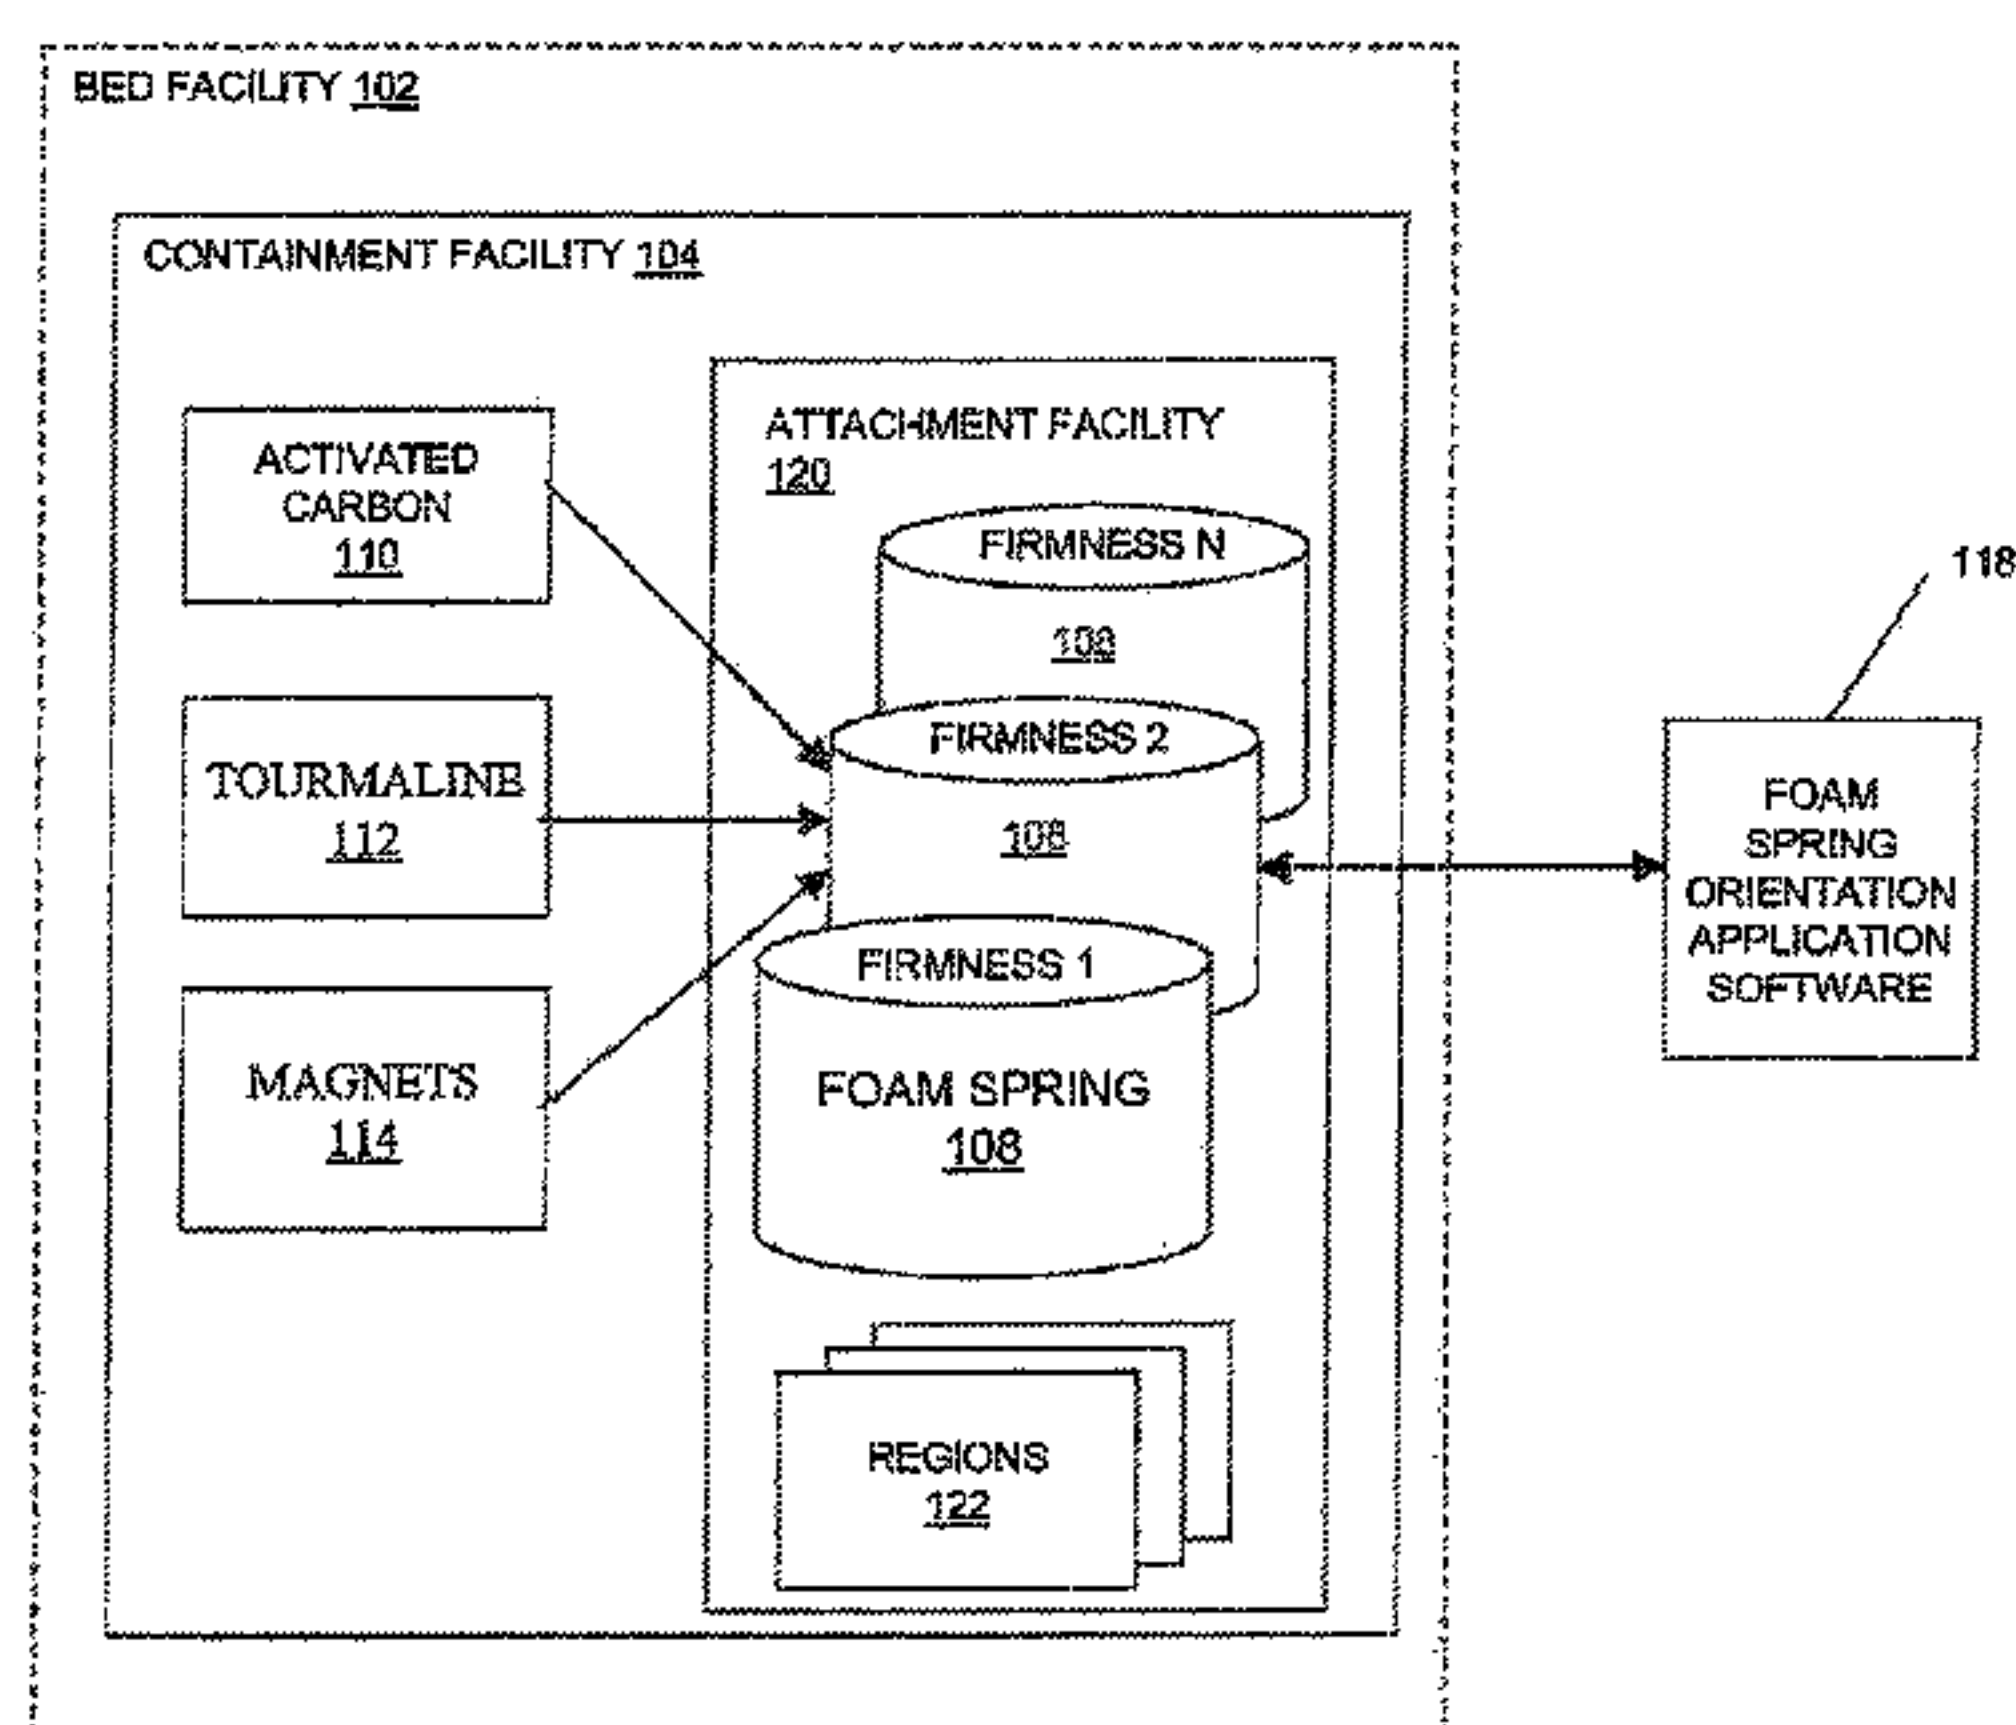 BED FACILITY 102
CONTAINMENT FACILITY 104
ACTIVATED
CARBON
110
TOURMALINE
112
MAGNETS
114
ATTACHMENT FACILITY
120
FIRMNESS N
108
FIRMNESS 2
108
FIRMNESS 1
FOAM SPRING
108
REGIONS
122
118
FOAM
SPRING
ORIENTATION
APPLICATION
SOFTWARE